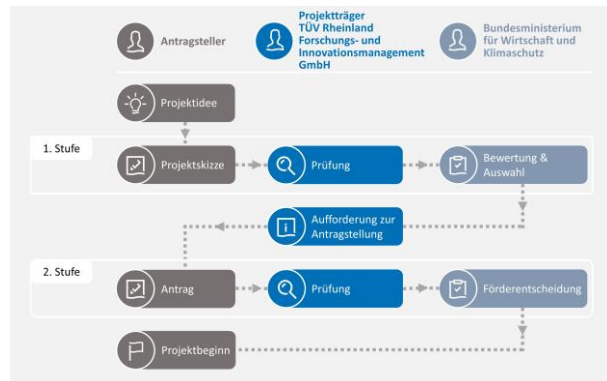 Antragsteller
Projektträger
TÜV Rheinland
Forschungs- und
Innovationsmanagement
GmbH
Bundesministerium
für Wirtschaft und
Klimaschutz
Projektidee
1. Stufe
Projektskizze
Prüfung
Bewertung &
Auswahl
Aufforderung zur
Antragstellung
2. Stufe
Antrag
Prüfung
Förderentscheidung
Projektbeginn